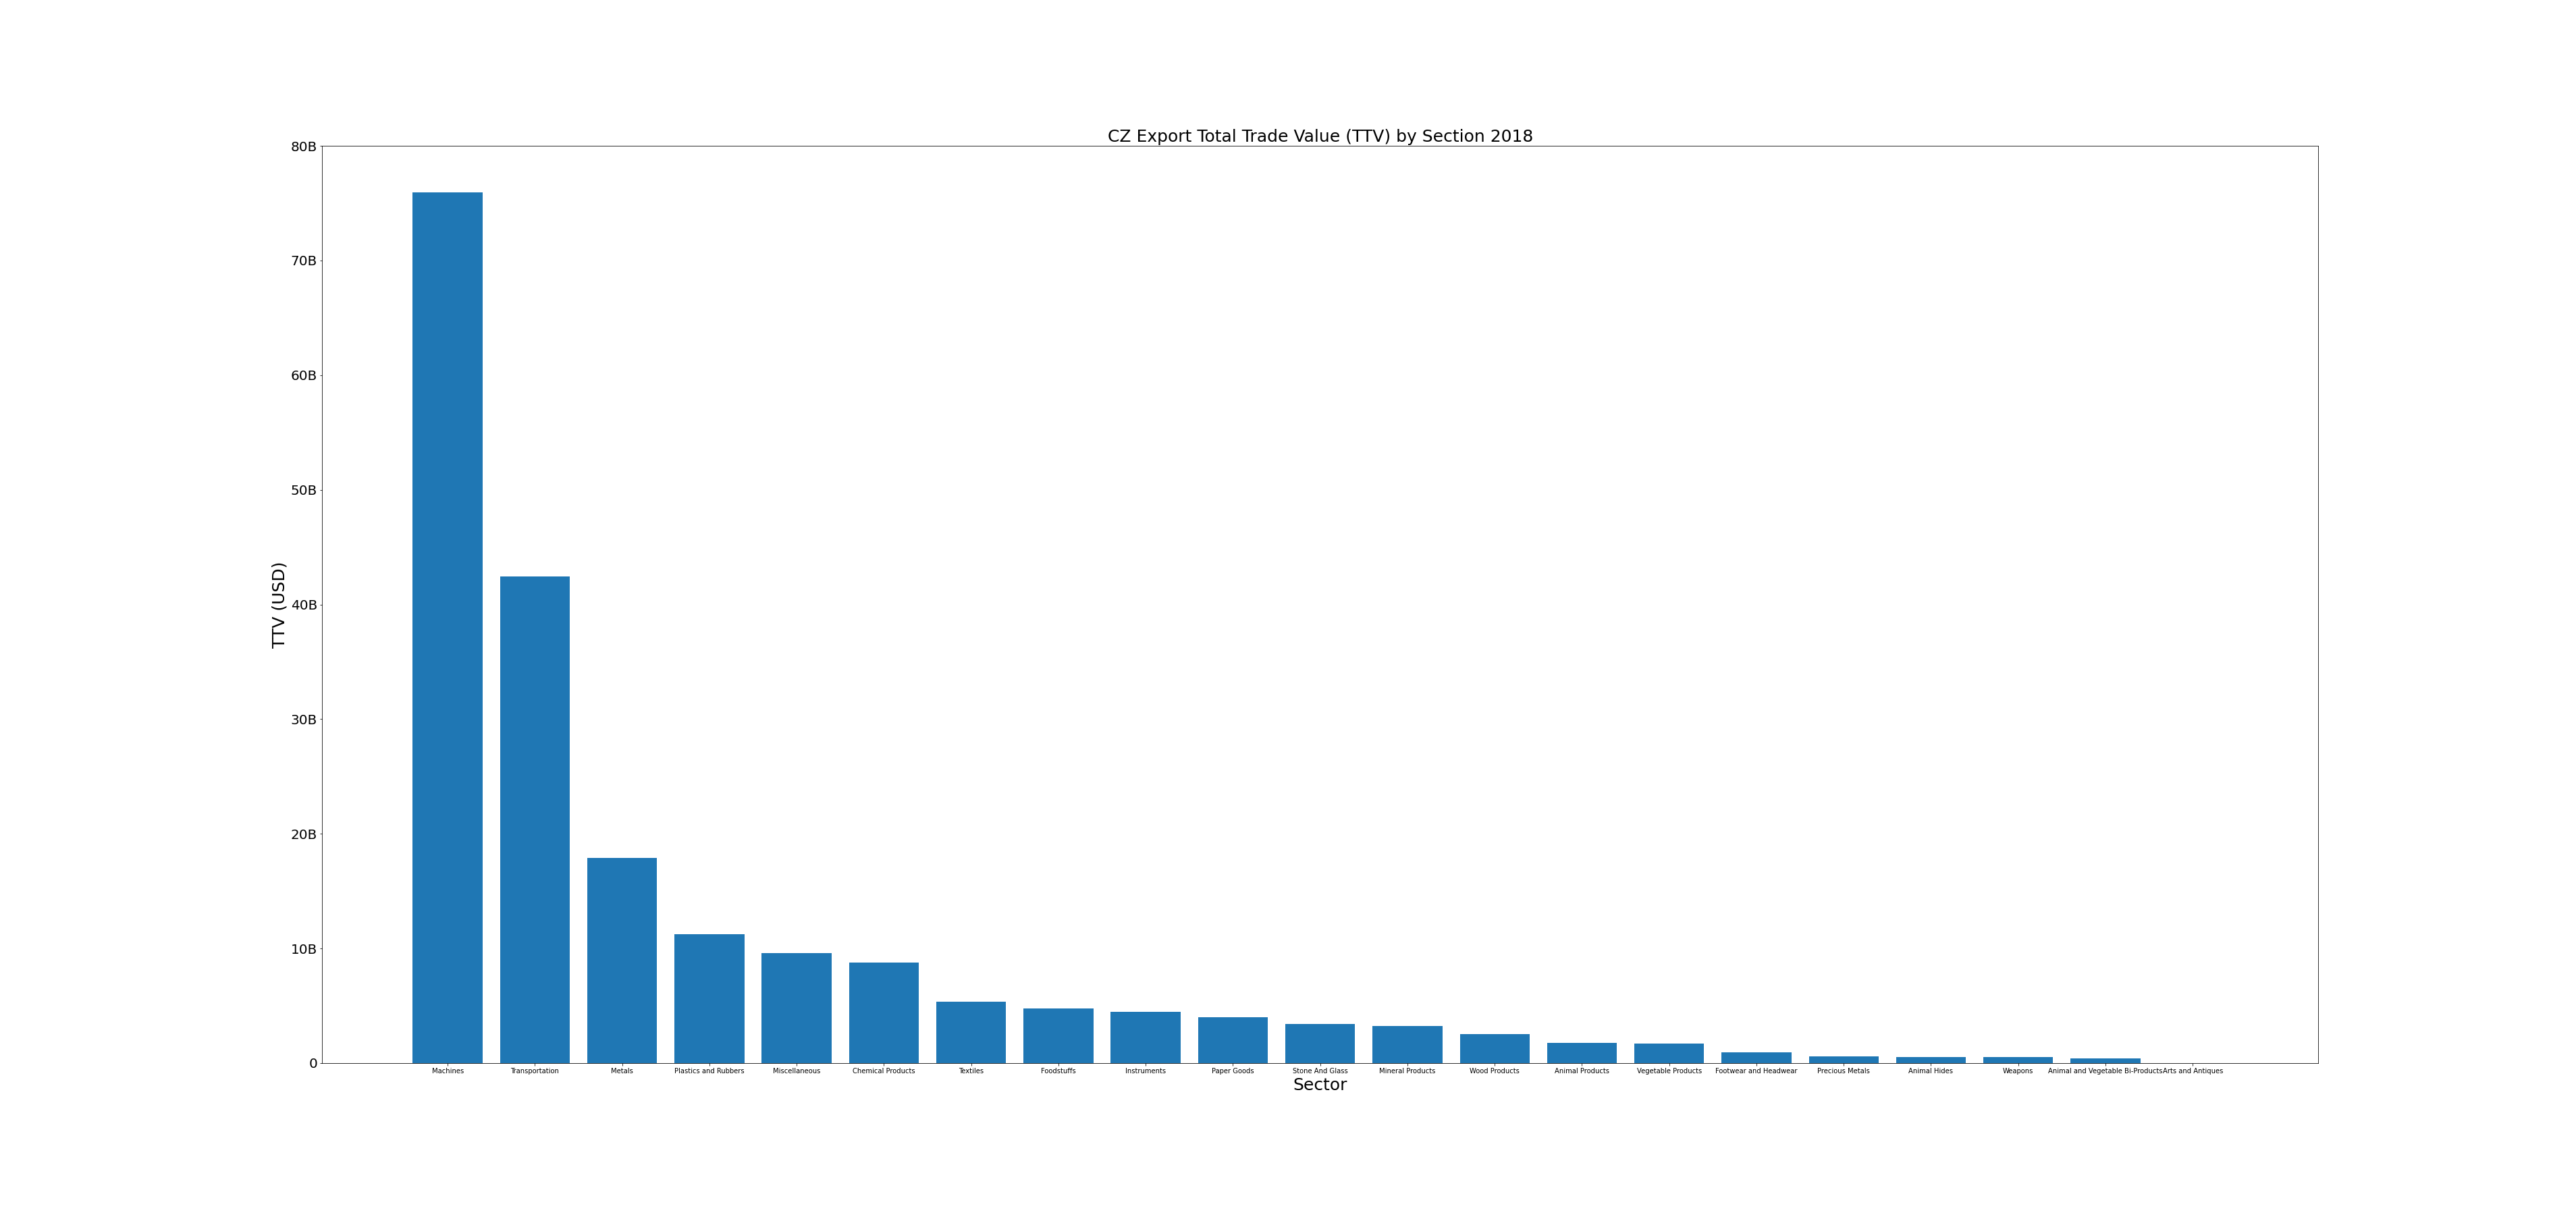 CZ Export Total Trade Value (TTV) by Section 2018
80B
70B
60B
50B
40B
30B
20B
10B
0
TTV (USD)
Machines Transportation Metals Plastics and Rubbers Miscellaneous Chemical Products Textiles Foodstuffs Instruments Paper Goods Stone And Glass Mineral Products Wood Products Animal Products Vegetable Products Footwear and Headwear Precious Metals Animal Hides Weapons Animal and Vegetable Bi-Products Arts and Antiques
Sector